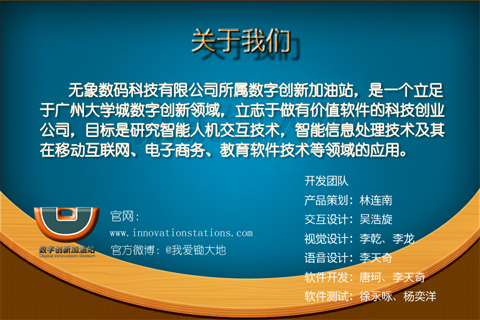 关于我们
无象数码科技有限公司所属数字创新加油站，是一个立足
于广州大学城数字创新领域，立志于做有价值软件的科技创业
公司，目标是研究智能人机交互技术，智能信息处理技术及其
在移动互联网、电子商务、教育软件技术等领域的应用。
数字创新加油站
Digital Innovation Station
官网：
www.innovationstations.com
官方微博：@我爱锄大地
开发团队
产品策划：林连南
交互设计：吴浩旋
视觉设计：李乾、李龙
语音设计：李天奇
软件开发：唐珂、李天奇
软件测试：徐永咏、杨奕洋